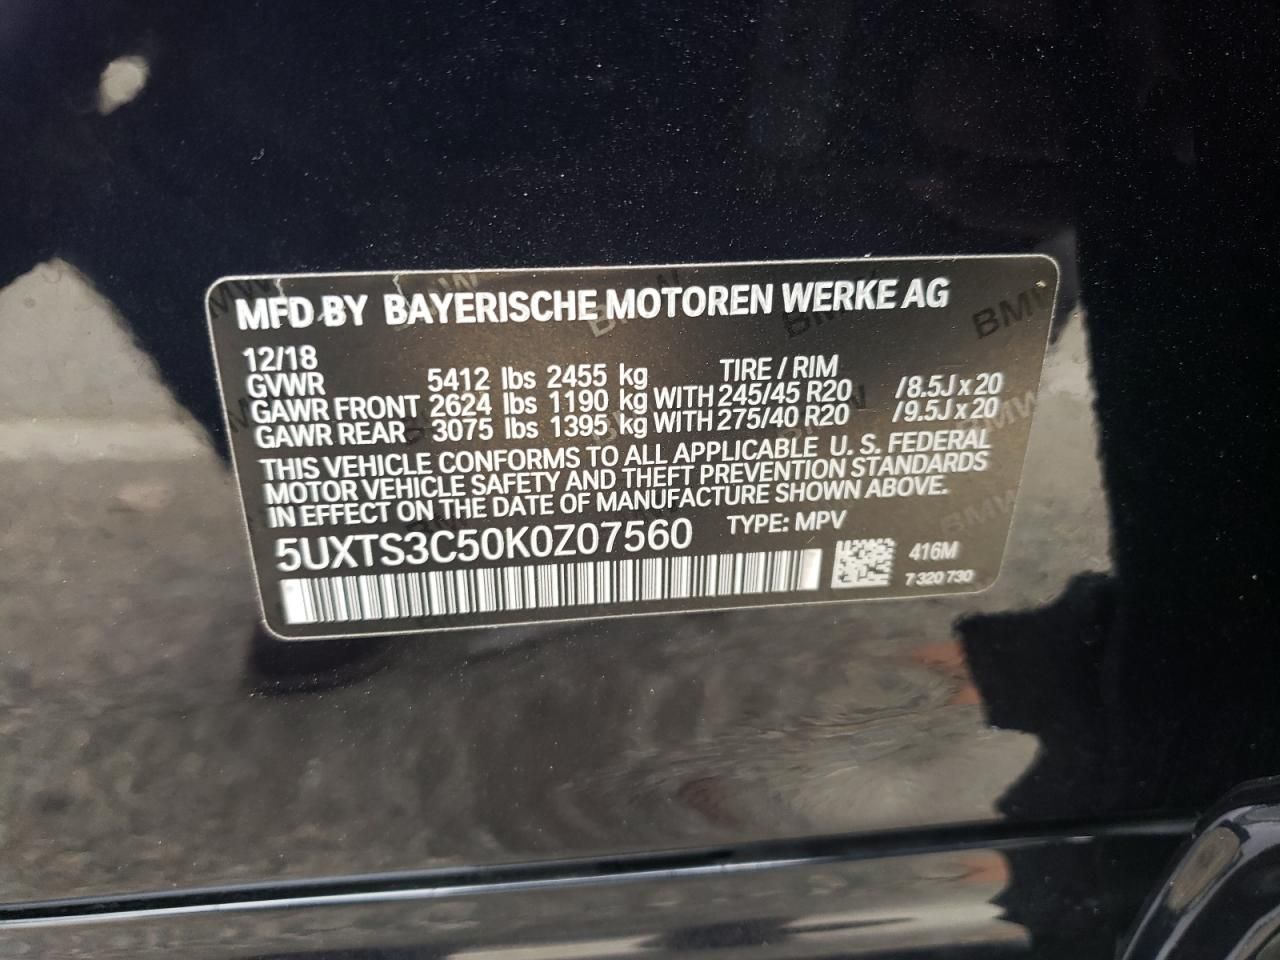 MFD BY BAYERISCHE MOTOREN WERKE AG
12/18 TIRE / RIM
GVWR 5412 lbs 2455 kg
GAWR FRONT 2624 lbs 1190 kg WITH 245/45 R20 /8.5J x 20
GAWR REAR 3075 lbs 1395 kg WITH 275/40 R20 /9.5J x 20
THIS VEHICLE CONFORMS TO ALL APPLICABLE U. S. FEDERAL
MOTOR VEHICLE SAFETY AND THEFT PREVENTION STANDARDS
IN EFFECT ON THE DATE OF MANUFACTURE SHOWN ABOVE.
5UXTS3C50K0Z07560 TYPE: MPV
416M
7 320 730